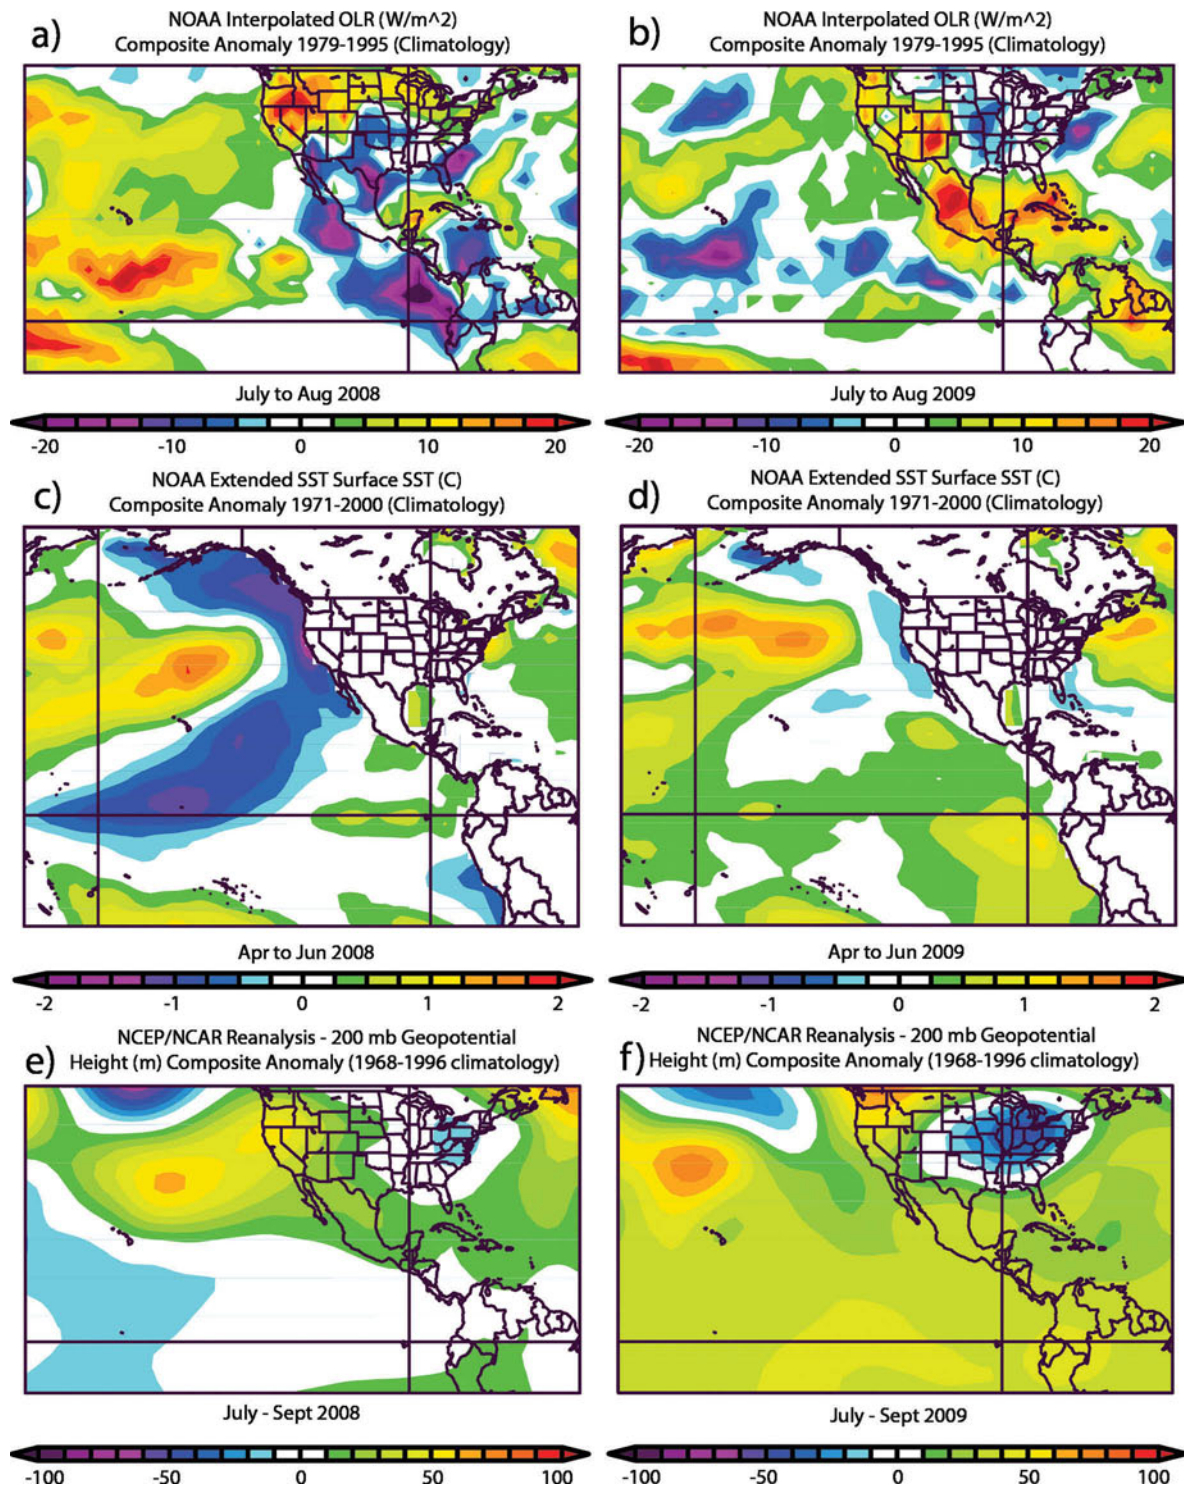 a)
NOAA Interpolated OLR (W/m^2)
Composite Anomaly 1979-1995 (Climatology)
July to Aug 2008
-20 -10 0 10 20
b)
NOAA Interpolated OLR (W/m^2)
Composite Anomaly 1979-1995 (Climatology)
July to Aug 2009
-20 -10 0 10 20
c)
NOAA Extended SST Surface SST (C)
Composite Anomaly 1971-2000 (Climatology)
Apr to Jun 2008
-2 -1 0 1 2
d)
NOAA Extended SST Surface SST (C)
Composite Anomaly 1971-2000 (Climatology)
Apr to Jun 2009
-2 -1 0 1 2
e)
NCEP/NCAR Reanalysis - 200 mb Geopotential
Height (m) Composite Anomaly (1968-1996 climatology)
July - Sept 2008
-100 -50 0 50 100
f)
NCEP/NCAR Reanalysis - 200 mb Geopotential
Height (m) Composite Anomaly (1968-1996 climatology)
July - Sept 2009
-100 -50 0 50 100